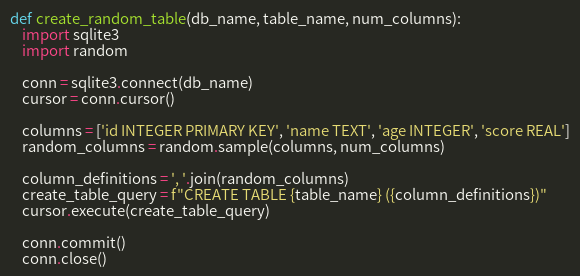 def create_random_table(db_name, table_name, num_columns):
    import sqlite3
    import random

    conn = sqlite3.connect(db_name)
    cursor = conn.cursor()

    columns = ['id INTEGER PRIMARY KEY', 'name TEXT', 'age INTEGER', 'score REAL']
    random_columns = random.sample(columns, num_columns)

    column_definitions = ', '.join(random_columns)
    create_table_query = f"CREATE TABLE {table_name} ({column_definitions})"
    cursor.execute(create_table_query)

    conn.commit()
    conn.close()